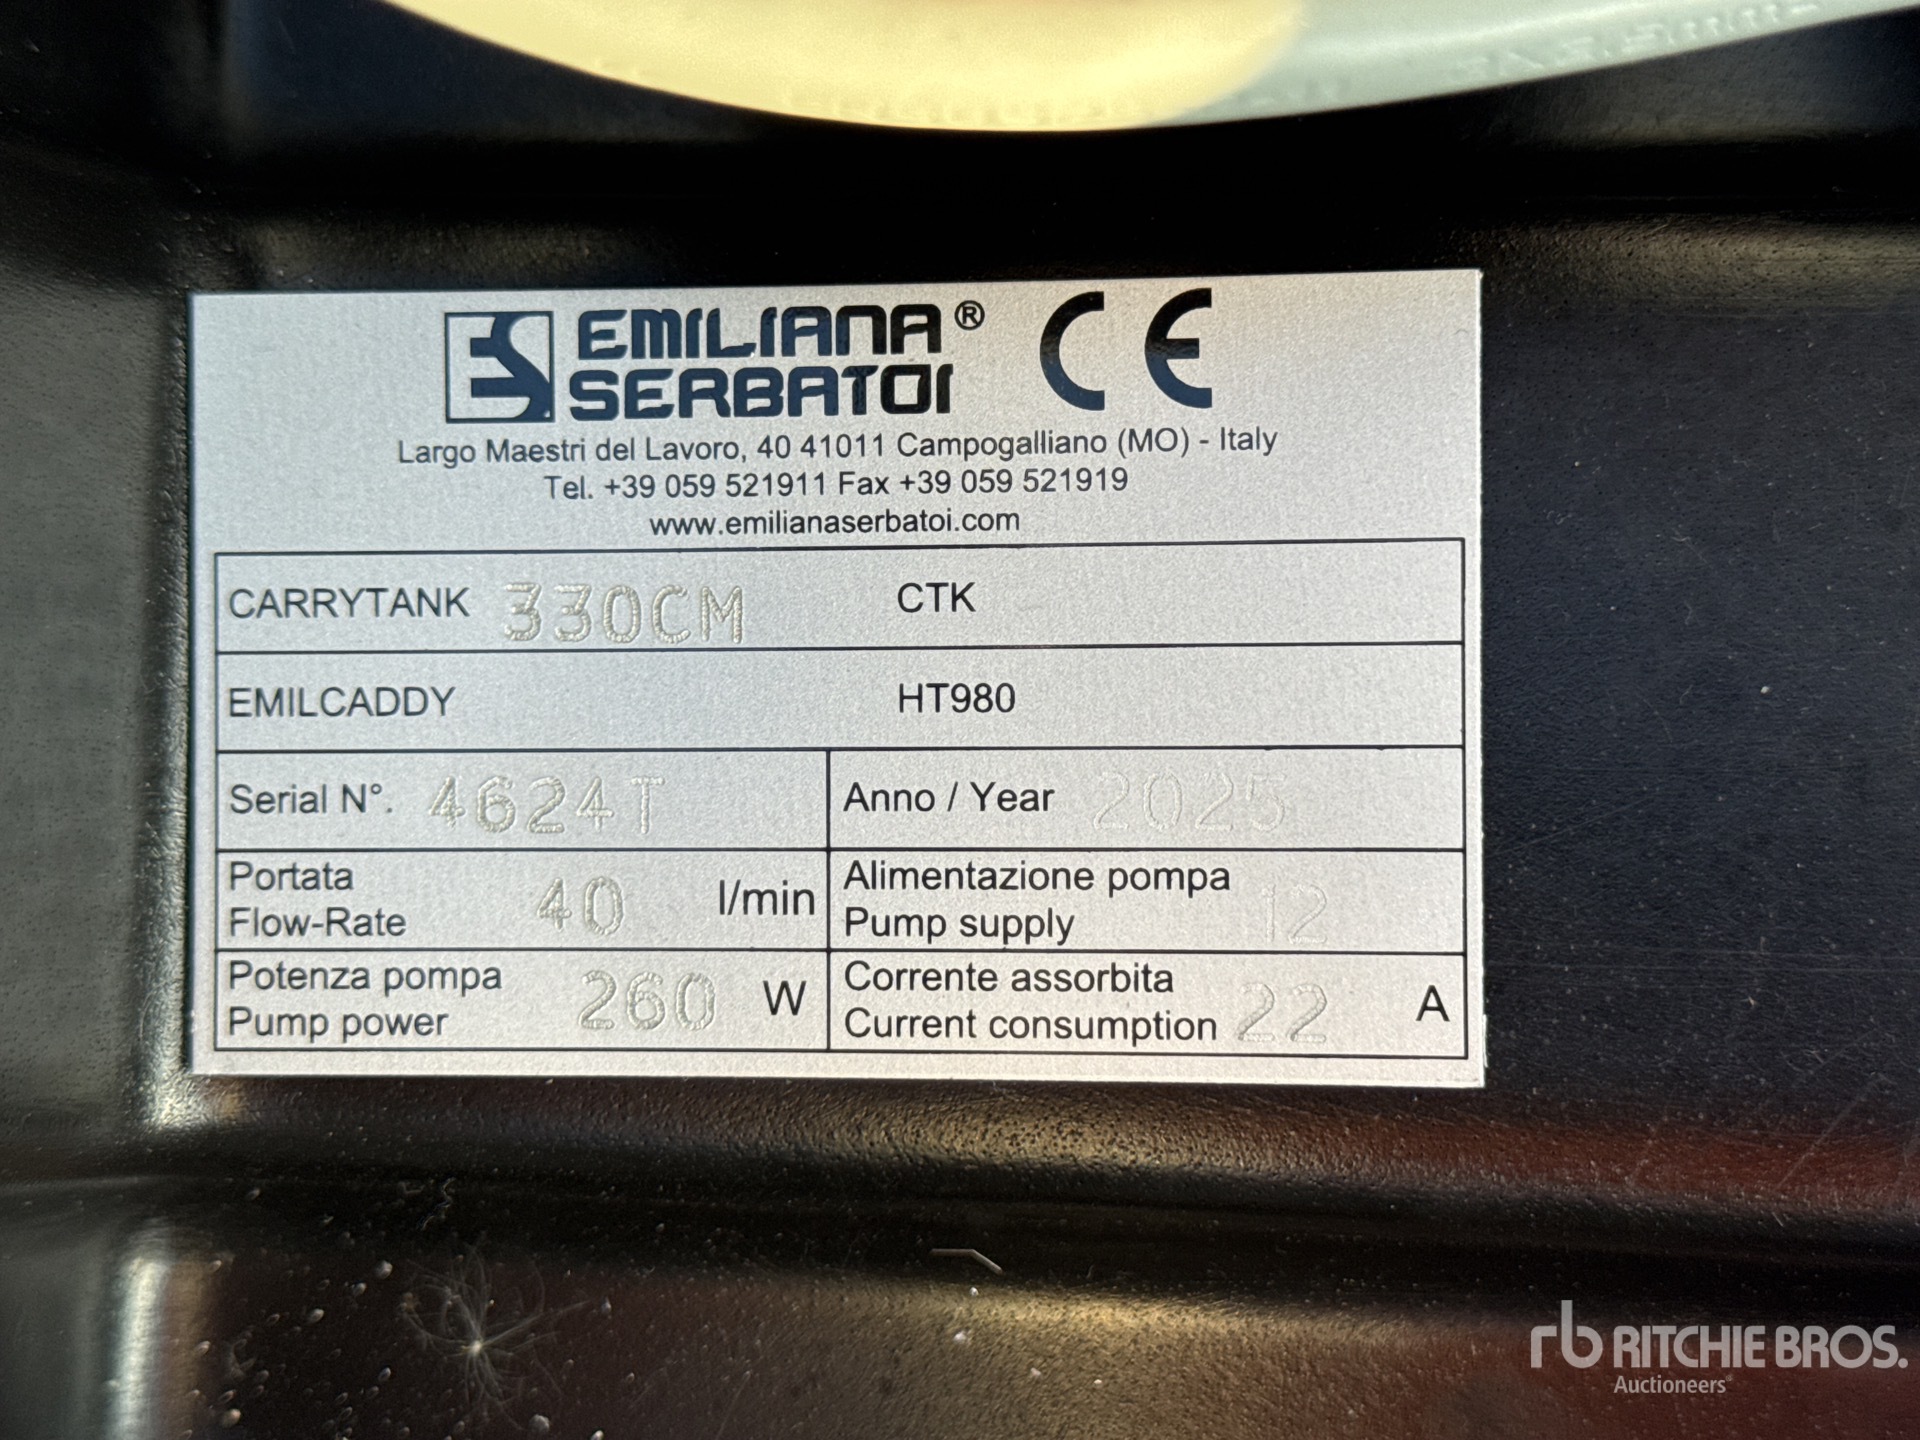 EMILIANA® CE
SERBATOI
Largo Maestri del Lavoro, 40 41011 Campogalliano (MO) - Italy
Tel. +39 059 521911 Fax +39 059 521919
www.emilianaserbatoi.com
CARRYTANK 330CM CTK
EMILCADDY HT980
Serial N°. 4624T Anno / Year 2025
Portata
Flow-Rate 40 l/min
Alimentazione pompa
Pump supply 12
Potenza pompa
Pump power 260 W
Corrente assorbita
Current consumption 22 A
rb RITCHIE BROS.
Auctioneers